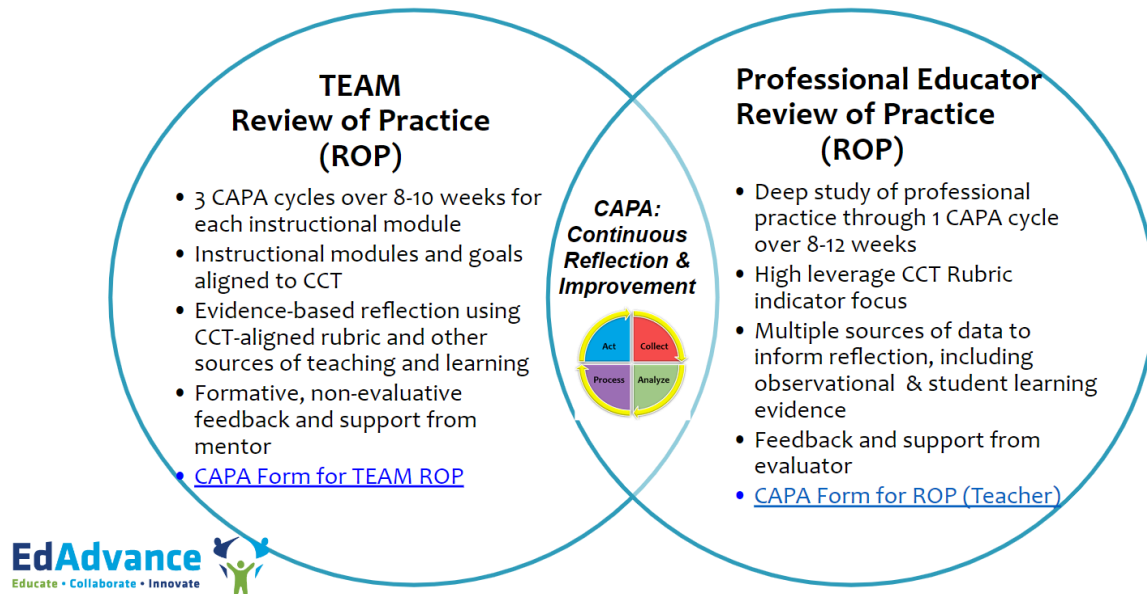 TEAM
Review of Practice
(ROP)
• 3 CAPA cycles over 8-10 weeks for
each instructional module
• Instructional modules and goals
aligned to CCT
• Evidence-based reflection using
CCT-aligned rubric and other
sources of teaching and learning
• Formative, non-evaluative
feedback and support from
mentor
• CAPA Form for TEAM ROP
CAPA:
Continuous
Reflection &
Improvement
Act
Collect
Process
Analyze
Professional Educator
Review of Practice
(ROP)
• Deep study of professional
practice through 1 CAPA cycle
over 8-12 weeks
• High leverage CCT Rubric
indicator focus
• Multiple sources of data to
inform reflection, including
observational & student learning
evidence
• Feedback and support from
evaluator
• CAPA Form for ROP (Teacher)
EdAdvance
Educate • Collaborate • Innovate